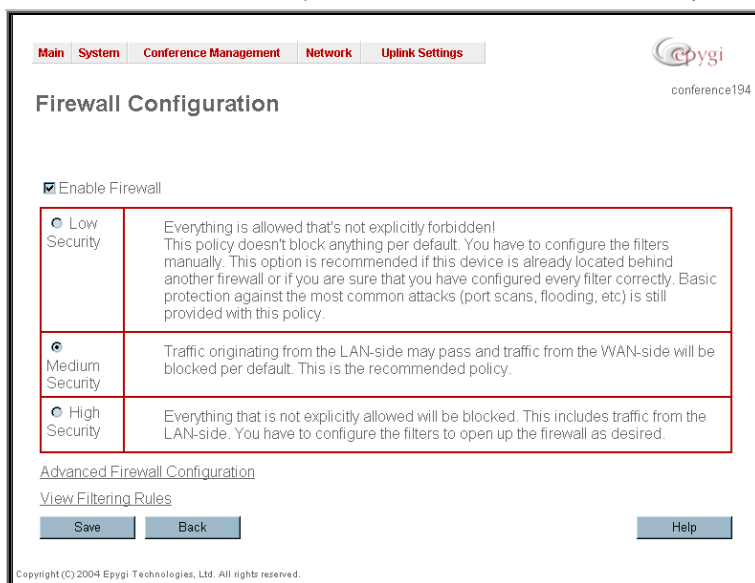 Main System Conference Management Network Uplink Settings
epygi
conference194
Firewall Configuration
Enable Firewall
Low
Security
Everything is allowed that's not explicitly forbidden!
This policy doesn't block anything per default. You have to configure the filters
manually. This option is recommended if this device is already located behind
another firewall or if you are sure that you have configured every filter correctly. Basic
protection against the most common attacks (port scans, flooding, etc) is still
provided with this policy.
Medium
Security
Traffic originating from the LAN-side may pass and traffic from the WAN-side will be
blocked per default. This is the recommended policy.
High
Security
Everything that is not explicitly allowed will be blocked. This includes traffic from the
LAN-side. You have to configure the filters to open up the firewall as desired.
Advanced Firewall Configuration
View Filtering Rules
Save Back Help
Copyright (C) 2004 Epygi Technologies, Ltd. All rights reserved.